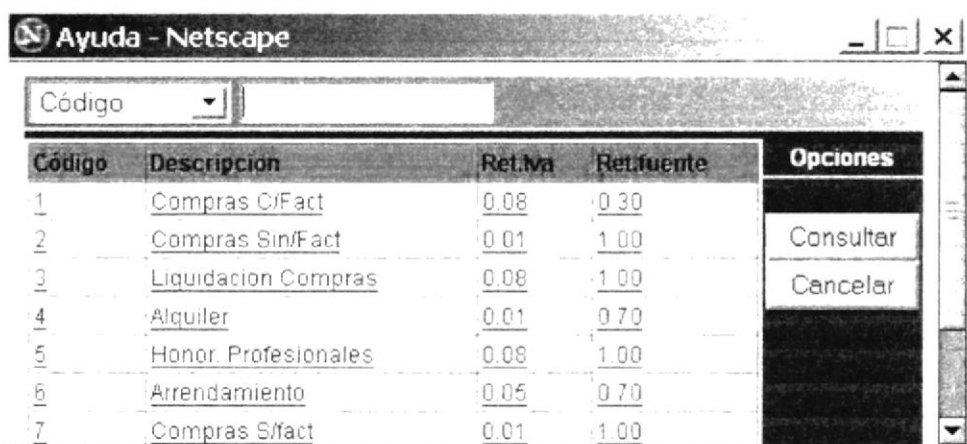 Ayuda - Netscape
Código
Código Descripcion Ret.Iva Ret.fuente Opciones
1 Compras C/Fact 0.08 0.30
2 Compras Sin/Fact 0.01 1.00 Consultar
3 Liquidacion Compras 0.08 1.00 Cancelar
4 Alquiler 0.01 0.70
5 Honor. Profesionales 0.08 1.00
6 Arrendamiento 0.05 0.70
7 Compras S/fact 0.01 1.00